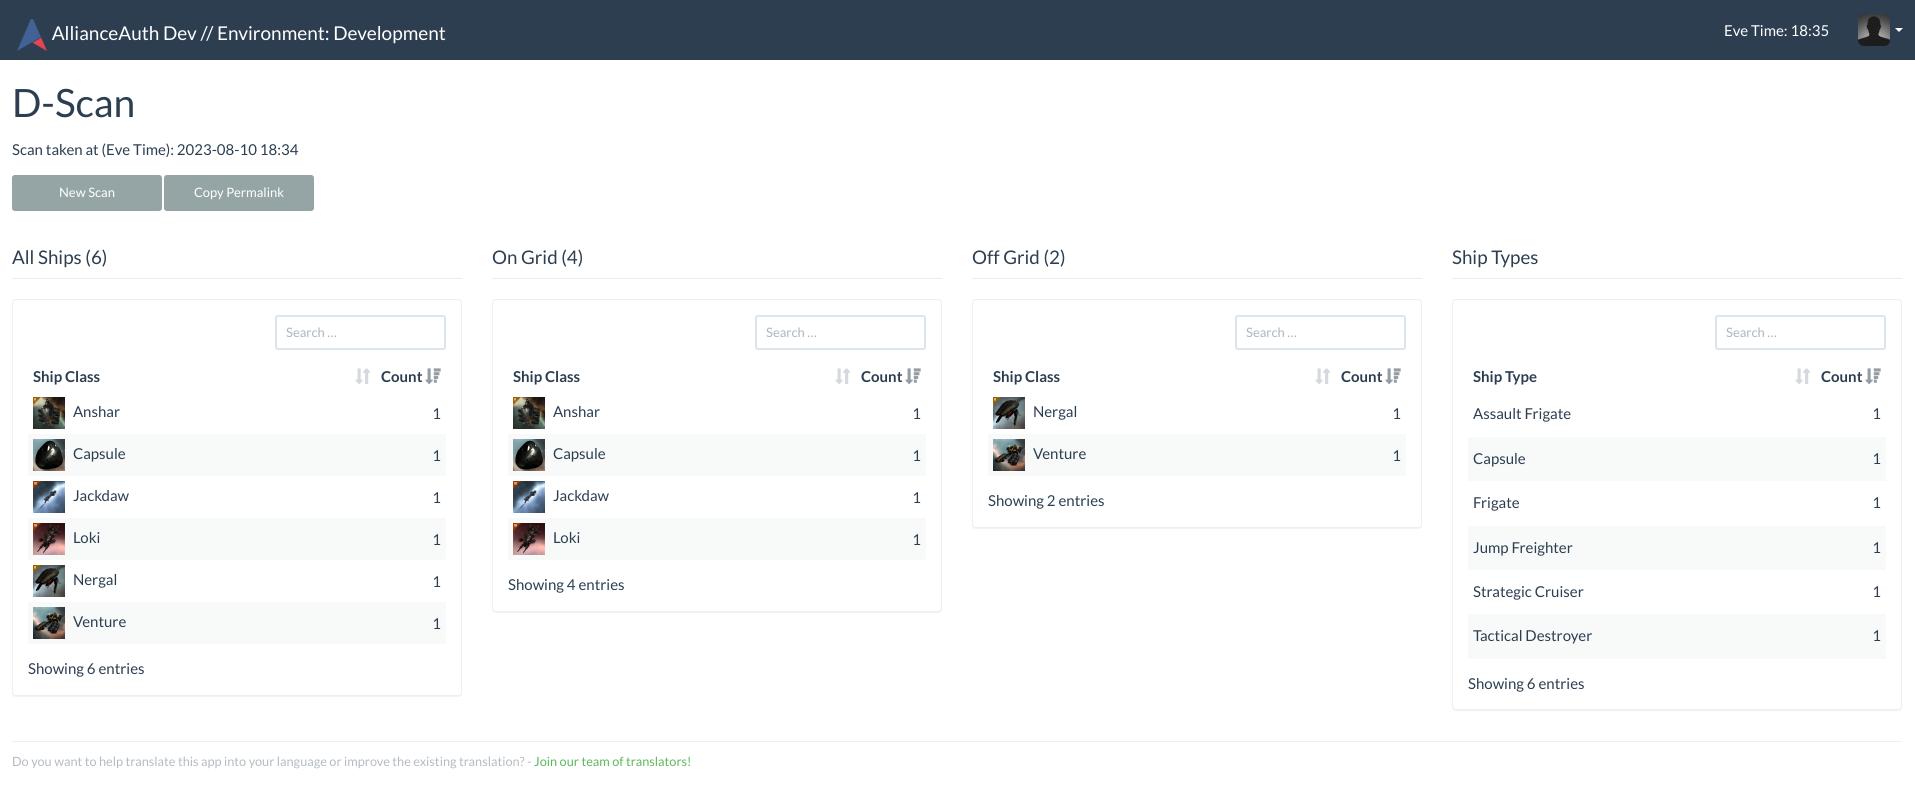 AllianceAuth Dev // Environment: Development
Eve Time: 18:35
D-Scan
Scan taken at (Eve Time): 2023-08-10 18:34
New Scan
Copy Permalink
All Ships (6)
Search ...
Ship Class Count
Anshar 1
Capsule 1
Jackdaw 1
Loki 1
Nergal 1
Venture 1
Showing 6 entries
On Grid (4)
Search ...
Ship Class Count
Anshar 1
Capsule 1
Jackdaw 1
Loki 1
Showing 4 entries
Off Grid (2)
Search ...
Ship Class Count
Nergal 1
Venture 1
Showing 2 entries
Ship Types
Search ...
Ship Type Count
Assault Frigate 1
Capsule 1
Frigate 1
Jump Freighter 1
Strategic Cruiser 1
Tactical Destroyer 1
Showing 6 entries
Do you want to help translate this app into your language or improve the existing translation? - Join our team of translators!